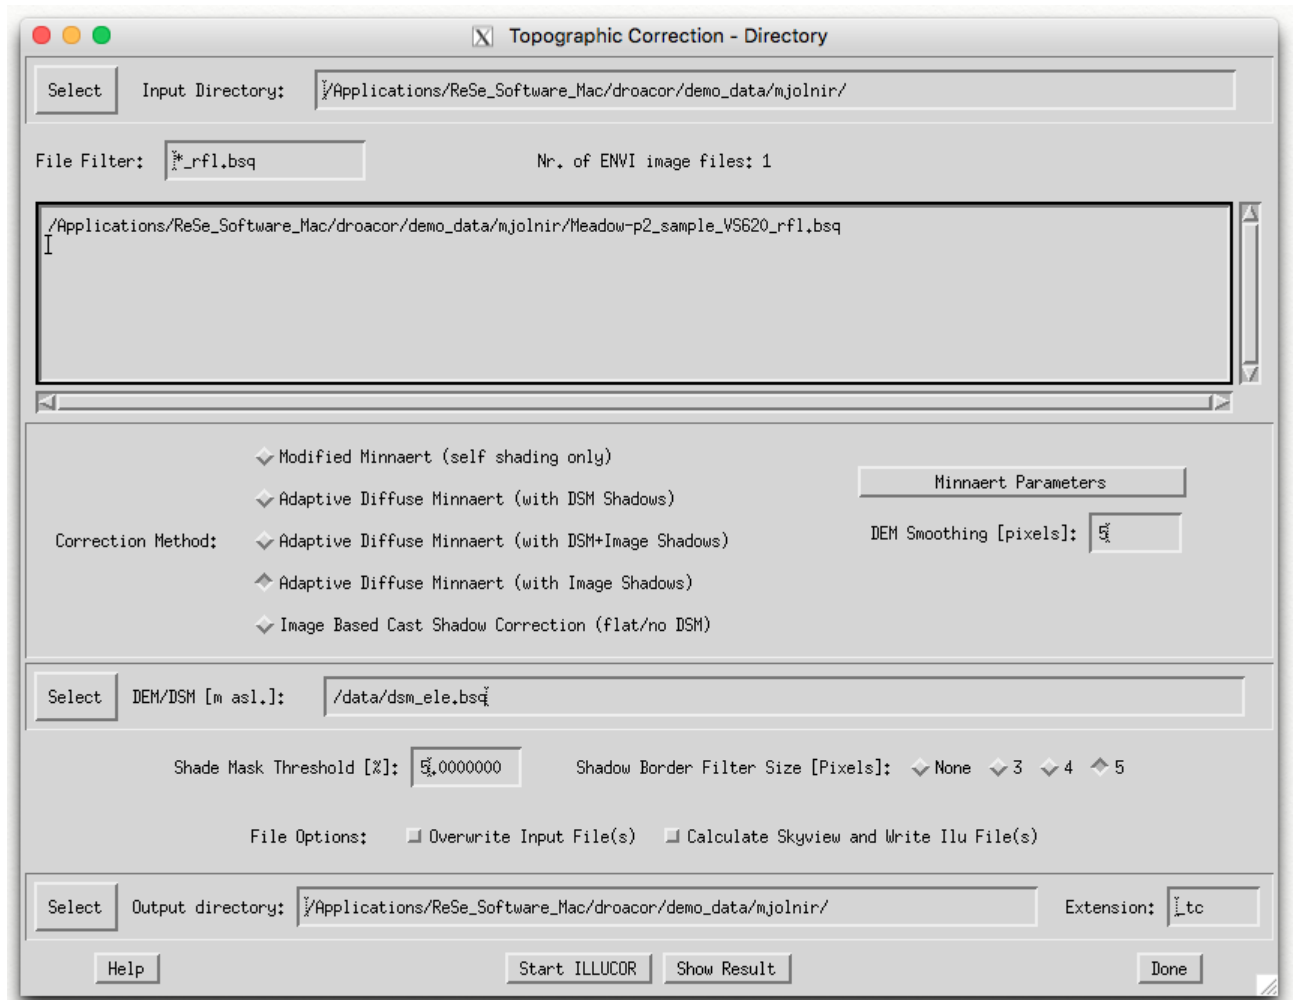 X Topographic Correction - Directory
Select Input Directory: /Applications/ReSe_Software_Mac/droacor/demo_data/mjolnir/
File Filter: *_rfl.bsq Nr. of ENVI image files: 1
/Applications/ReSe_Software_Mac/droacor/demo_data/mjolnir/Meadow-p2_sample_VS620_rfl.bsq
Modified Minnaert (self shading only)
Minnaert Parameters
Adaptive Diffuse Minnaert (with DSM Shadows)
DEM Smoothing [pixels]: 5
Correction Method: Adaptive Diffuse Minnaert (with DSM+Image Shadows)
Adaptive Diffuse Minnaert (with Image Shadows)
Image Based Cast Shadow Correction (flat/no DSM)
Select DEM/DSM [m asl.]: /data/dsm_ele.bsq
Shade Mask Threshold [%]: 5.0000000 Shadow Border Filter Size [Pixels]: None 3 4 5
File Options: Overwrite Input File(s) Calculate Skyview and Write Ilu File(s)
Select Output directory: /Applications/ReSe_Software_Mac/droacor/demo_data/mjolnir/ Extension: _tc
Help Start ILLUCOR Show Result Done